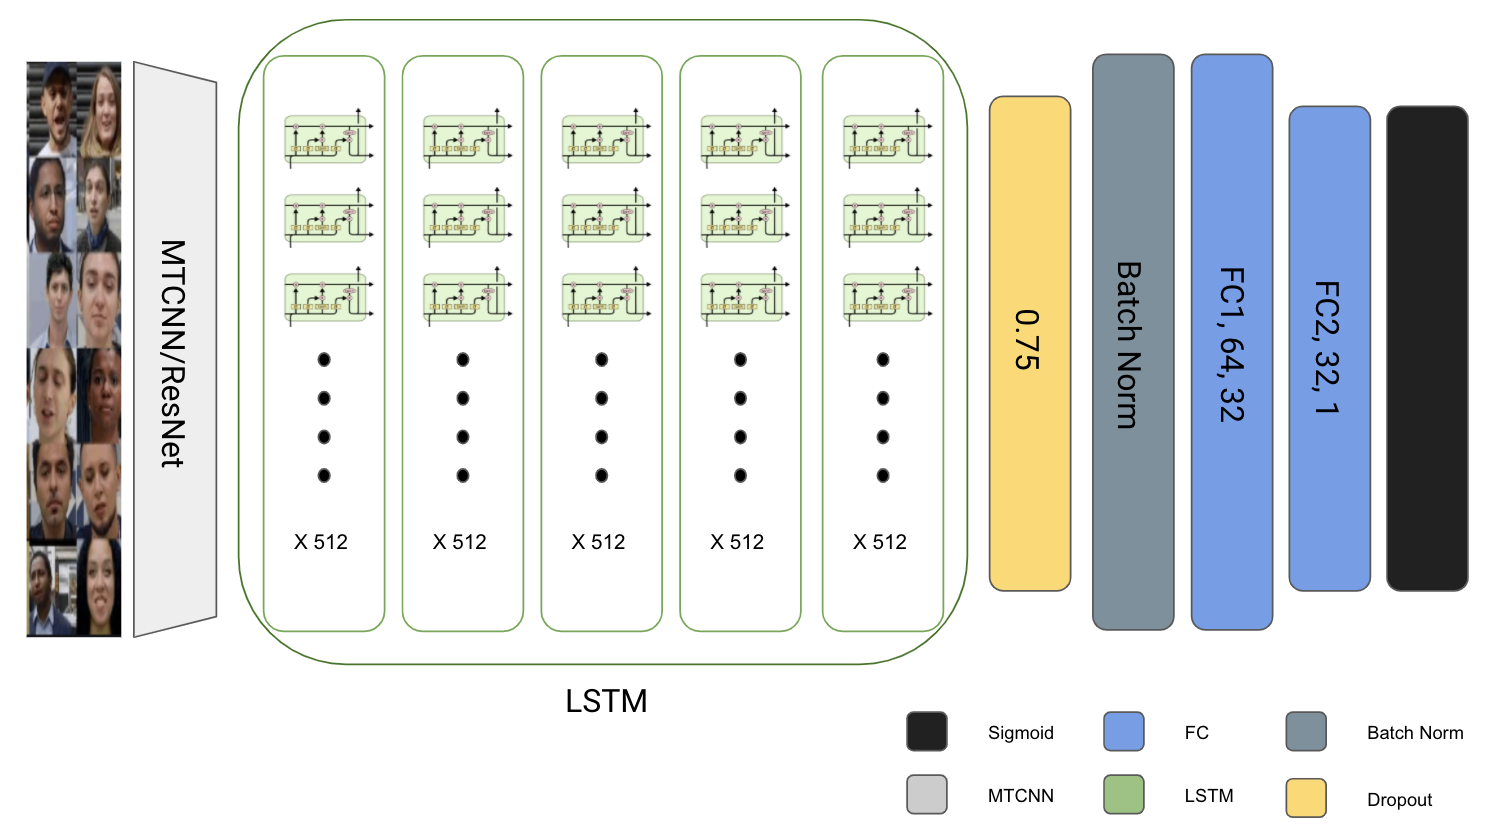 MTCNN/ResNet
X 512
X 512
X 512
X 512
X 512
LSTM
0.75
Batch Norm
FC1, 64, 32
FC2, 32, 1
Sigmoid
FC
Batch Norm
MTCNN
LSTM
Dropout